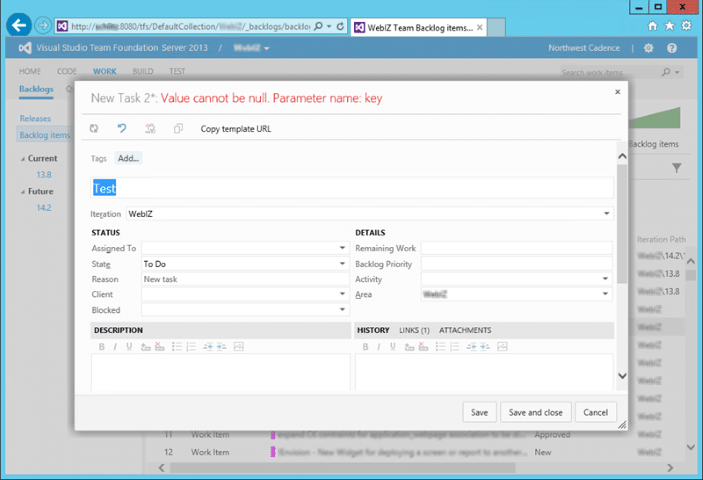 http://
:8080/tfs/DefaultCollection/
/_backlogs/backlo
WebIZ Team Backlog items...
Visual Studio Team Foundation Server 2013 /
Northwest Cadence
HOME CODE WORK BUILD TEST
Search work items
Backlogs
New Task 2*: Value cannot be null. Parameter name: key
Copy template URL
Releases
Backlog items
Current
13.8
Future
14.2
Tags Add...
Test
Iteration WebIZ
STATUS
Assigned To
State To Do
Reason New task
Client
Blocked
DETAILS
Remaining Work
Backlog Priority
Activity
Area WebIZ
DESCRIPTION
HISTORY LINKS (1) ATTACHMENTS
B I U
B I U
Save Save and close Cancel
Backlog items
Iteration Path
WebIZ\14.2\1
WebIZ\13.8
WebIZ\13.8
WebIZ
WebIZ
WebIZ
WebIZ
WebIZ
WebIZ
WebIZ
WebIZ
11 Work Item Approved
12 Work Item Envision - New Widget for deploying a screen or report to another... New